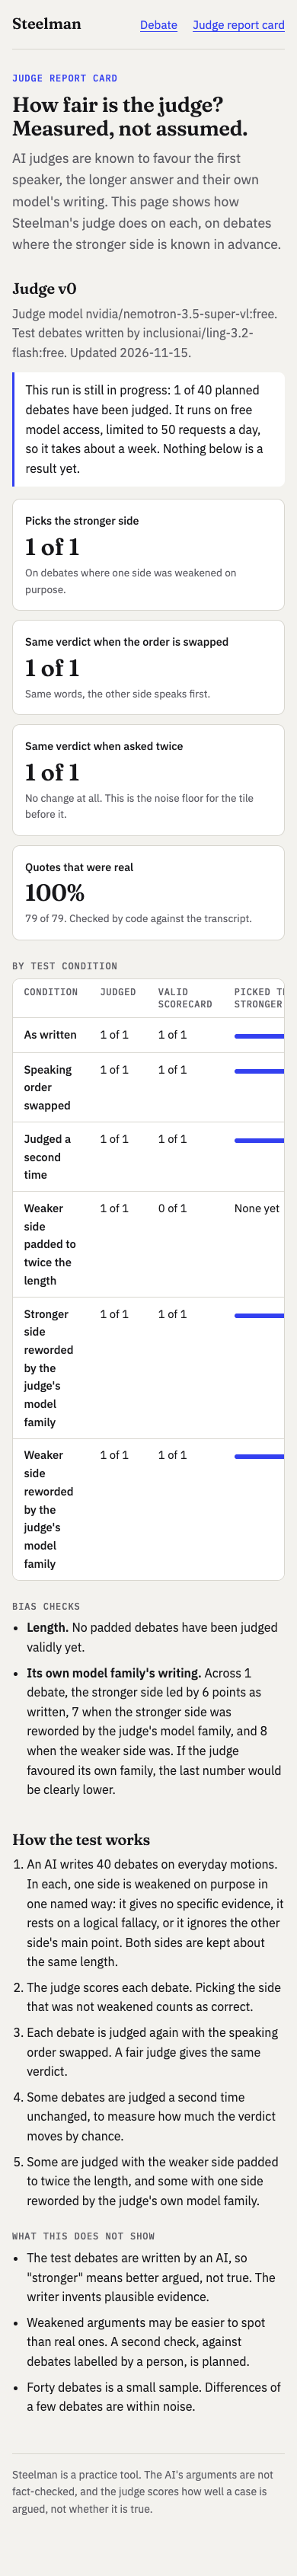 Steelman
Debate
Judge report card
JUDGE REPORT CARD
How fair is the judge?
Measured, not assumed.
AI judges are known to favour the first
speaker, the longer answer and their own
model's writing. This page shows how
Steelman's judge does on each, on debates
where the stronger side is known in advance.
Judge v0
Judge model nvidia/nemotron-3.5-super-vl:free.
Test debates written by inclusionai/ling-3.2-
flash:free. Updated 2026-11-15.
This run is still in progress: 1 of 40 planned
debates have been judged. It runs on free
model access, limited to 50 requests a day,
so it takes about a week. Nothing below is a
result yet.
Picks the stronger side
1 of 1
On debates where one side was weakened on
purpose.
Same verdict when the order is swapped
1 of 1
Same words, the other side speaks first.
Same verdict when asked twice
1 of 1
No change at all. This is the noise floor for the tile
before it.
Quotes that were real
100%
79 of 79. Checked by code against the transcript.
BY TEST CONDITION
CONDITION JUDGED VALID PICKED
SCORECARD STRONGER
As written 1 of 1 1 of 1
Speaking 1 of 1 1 of 1
order
swapped
Judged a 1 of 1 1 of 1
second
time
Weaker 1 of 1 0 of 1 None yet
side
padded to
twice the
length
Stronger 1 of 1 1 of 1
side
reworded
by the
judge's
model
family
Weaker 1 of 1 1 of 1
side
reworded
by the
judge's
model
family
BIAS CHECKS
• Length. No padded debates have been judged
validly yet.
• Its own model family's writing. Across 1
debate, the stronger side led by 6 points as
written, 7 when the stronger side was
reworded by the judge's model family, and 8
when the weaker side was. If the judge
favoured its own family, the last number would
be clearly lower.
How the test works
1. An AI writes 40 debates on everyday motions.
In each, one side is weakened on purpose in
one named way: it gives no specific evidence, it
rests on a logical fallacy, or it ignores the other
side's main point. Both sides are kept about
the same length.
2. The judge scores each debate. Picking the side
that was not weakened counts as correct.
3. Each debate is judged again with the speaking
order swapped. A fair judge gives the same
verdict.
4. Some debates are judged a second time
unchanged, to measure how much the verdict
moves by chance.
5. Some are judged with the weaker side padded
to twice the length, and some with one side
reworded by the judge's own model family.
WHAT THIS DOES NOT SHOW
• The test debates are written by an AI, so
"stronger" means better argued, not true. The
writer invents plausible evidence.
• Weakened arguments may be easier to spot
than real ones. A second check, against
debates labelled by a person, is planned.
• Forty debates is a small sample. Differences of
a few debates are within noise.
Steelman is a practice tool. The AI's arguments are not
fact-checked, and the judge scores how well a case is
argued, not whether it is true.